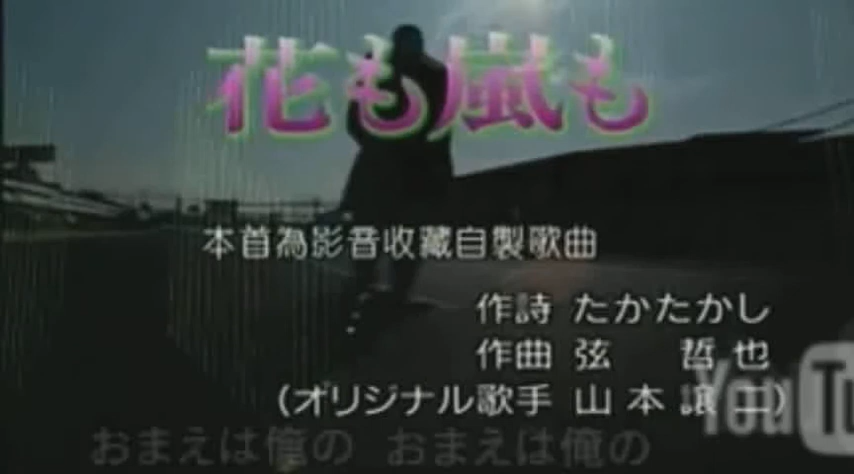 花も嵐も
本首為影音收藏自製歌曲
作詩 たかたかし
作曲 弦 哲也
(オリジナル歌手 山本譲二)
おまえは俺の おまえは俺の
YouTu